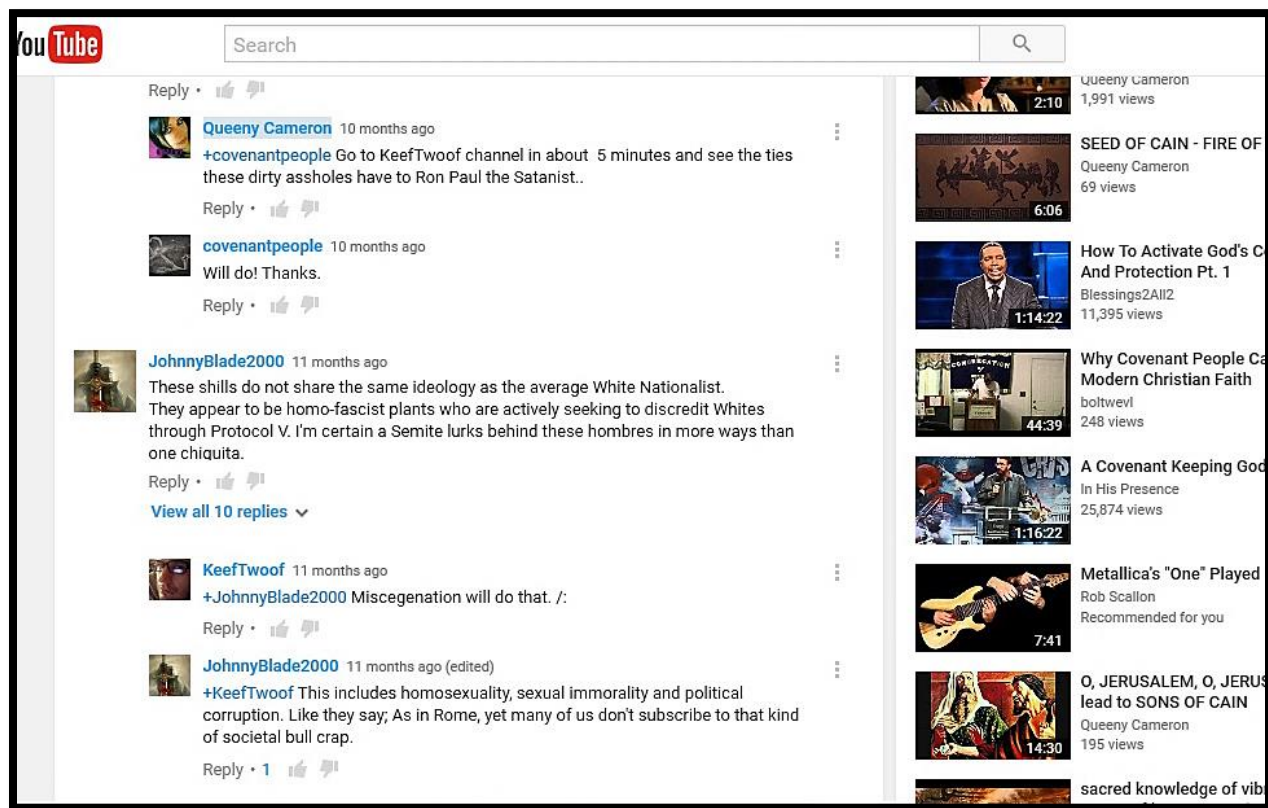 You Tube
Search
Reply •
Queeny Cameron 10 months ago
+covenantpeople Go to KeefTwoof channel in about 5 minutes and see the ties
these dirty assholes have to Ron Paul the Satanist..
Reply •
covenantpeople 10 months ago
Will do! Thanks.
Reply •
JohnnyBlade2000 11 months ago
These shills do not share the same ideology as the average White Nationalist.
They appear to be homo-fascist plants who are actively seeking to discredit Whites
through Protocol V. I'm certain a Semite lurks behind these hombres in more ways than
one chiquita.
Reply •
View all 10 replies
KeefTwoof 11 months ago
+JohnnyBlade2000 Miscegenation will do that. /:
Reply •
JohnnyBlade2000 11 months ago (edited)
+KeefTwoof This includes homosexuality, sexual immorality and political
corruption. Like they say; As in Rome, yet many of us don't subscribe to that kind
of societal bull crap.
Reply • 1
2:10
Queeny Cameron
1,991 views
6:06
SEED OF CAIN - FIRE OF
Queeny Cameron
69 views
1:14:22
How To Activate God's C
And Protection Pt. 1
Blessings2All2
11,395 views
44:39
Why Covenant People Ca
Modern Christian Faith
boltwevl
248 views
1:16:22
A Covenant Keeping God
In His Presence
25,874 views
7:41
Metallica's "One" Played
Rob Scallon
Recommended for you
14:30
O, JERUSALEM, O, JERUS
lead to SONS OF CAIN
Queeny Cameron
195 views
sacred knowledge of vib